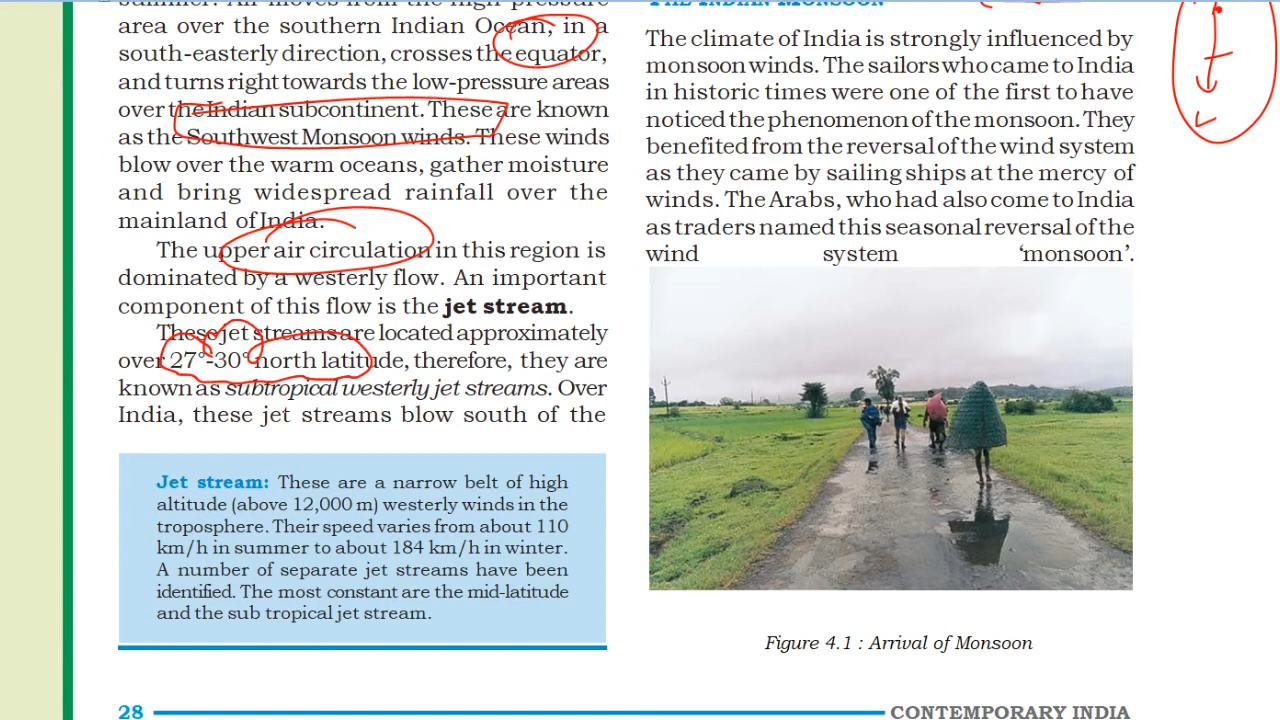 area over the southern Indian Ocean, in a
south-easterly direction, crosses the equator,
and turns right towards the low-pressure areas
over the Indian subcontinent. These are known
as the Southwest Monsoon winds. These winds
blow over the warm oceans, gather moisture
and bring widespread rainfall over the
mainland of India.
The upper air circulation in this region is
dominated by a westerly flow. An important
component of this flow is the jet stream.
These jet streams are located approximately
over 27°-30° north latitude, therefore, they are
known as subtropical westerly jet streams. Over
India, these jet streams blow south of the
Jet stream: These are a narrow belt of high
altitude (above 12,000 m) westerly winds in the
troposphere. Their speed varies from about 110
km/h in summer to about 184 km/h in winter.
A number of separate jet streams have been
identified. The most constant are the mid-latitude
and the sub tropical jet stream.
THE INDIAN MONSOON
The climate of India is strongly influenced by
monsoon winds. The sailors who came to India
in historic times were one of the first to have
noticed the phenomenon of the monsoon. They
benefited from the reversal of the wind system
as they came by sailing ships at the mercy of
winds. The Arabs, who had also come to India
as traders named this seasonal reversal of the
wind system ‘monsoon’.
Figure 4.1 : Arrival of Monsoon
28 CONTEMPORARY INDIA